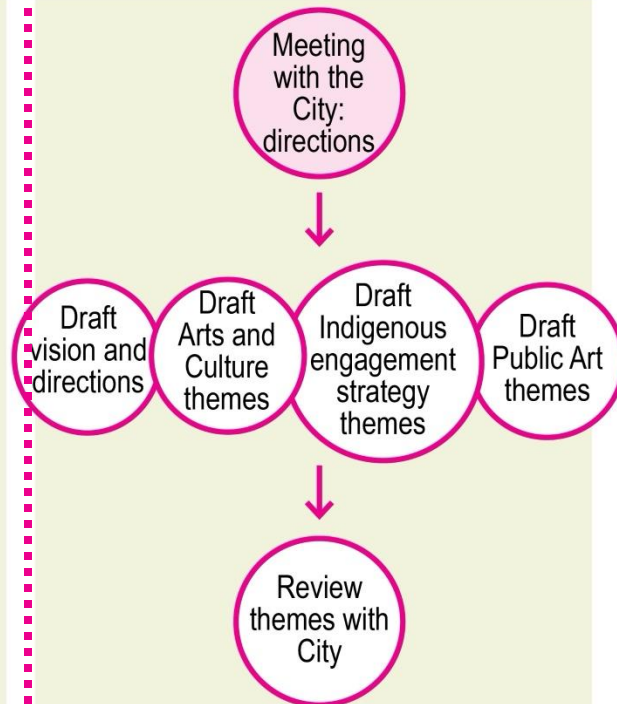 Meeting
with the
City:
directions
Draft
vision and
directions
Draft
Arts and
Culture
themes
Draft
Indigenous
engagement
strategy
themes
Draft
Public Art
themes
Review
themes with
City